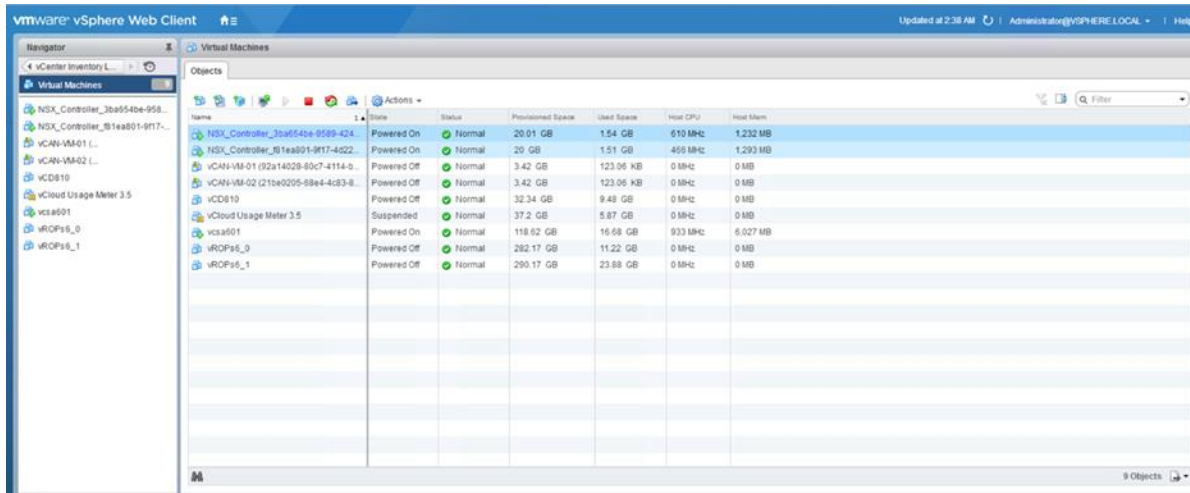 vmware® vSphere Web Client
Updated at 2:38 AM | Administrator@VSPHERE.LOCAL | Help
Navigator
vCenter Inventory L...
Virtual Machines 9
NSX_Controller_3ba654be-958...
NSX_Controller_f81ea801-9f17-...
vCAN-VM-01 (...
vCAN-VM-02 (...
vCD810
vCloud Usage Meter 3.5
vcsa601
vROPs6_0
vROPs6_1
Virtual Machines
Objects
Actions
Filter
Name 1 State Status Provisioned Space Used Space Host CPU Host Mem
NSX_Controller_3ba654be-9589-424... Powered On Normal 20.01 GB 1.54 GB 610 MHz 1,232 MB
NSX_Controller_f81ea801-9f17-4d22... Powered On Normal 20 GB 1.51 GB 466 MHz 1,293 MB
vCAN-VM-01 (92a14028-80c7-4114-b... Powered Off Normal 3.42 GB 123.06 KB 0 MHz 0 MB
vCAN-VM-02 (21be0205-68e4-4c83-8... Powered Off Normal 3.42 GB 123.06 KB 0 MHz 0 MB
vCD810 Powered Off Normal 32.34 GB 9.48 GB 0 MHz 0 MB
vCloud Usage Meter 3.5 Suspended Normal 37.2 GB 5.87 GB 0 MHz 0 MB
vcsa601 Powered On Normal 118.62 GB 16.68 GB 933 MHz 6,027 MB
vROPs6_0 Powered Off Normal 282.17 GB 11.22 GB 0 MHz 0 MB
vROPs6_1 Powered Off Normal 290.17 GB 23.88 GB 0 MHz 0 MB
9 Objects